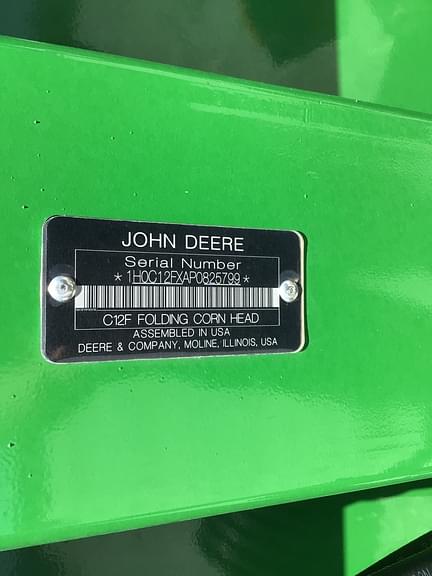 JOHN DEERE
Serial Number
*1H0C12FXAP0825799*
C12F FOLDING CORN HEAD
ASSEMBLED IN USA
DEERE & COMPANY, MOLINE, ILLINOIS, USA